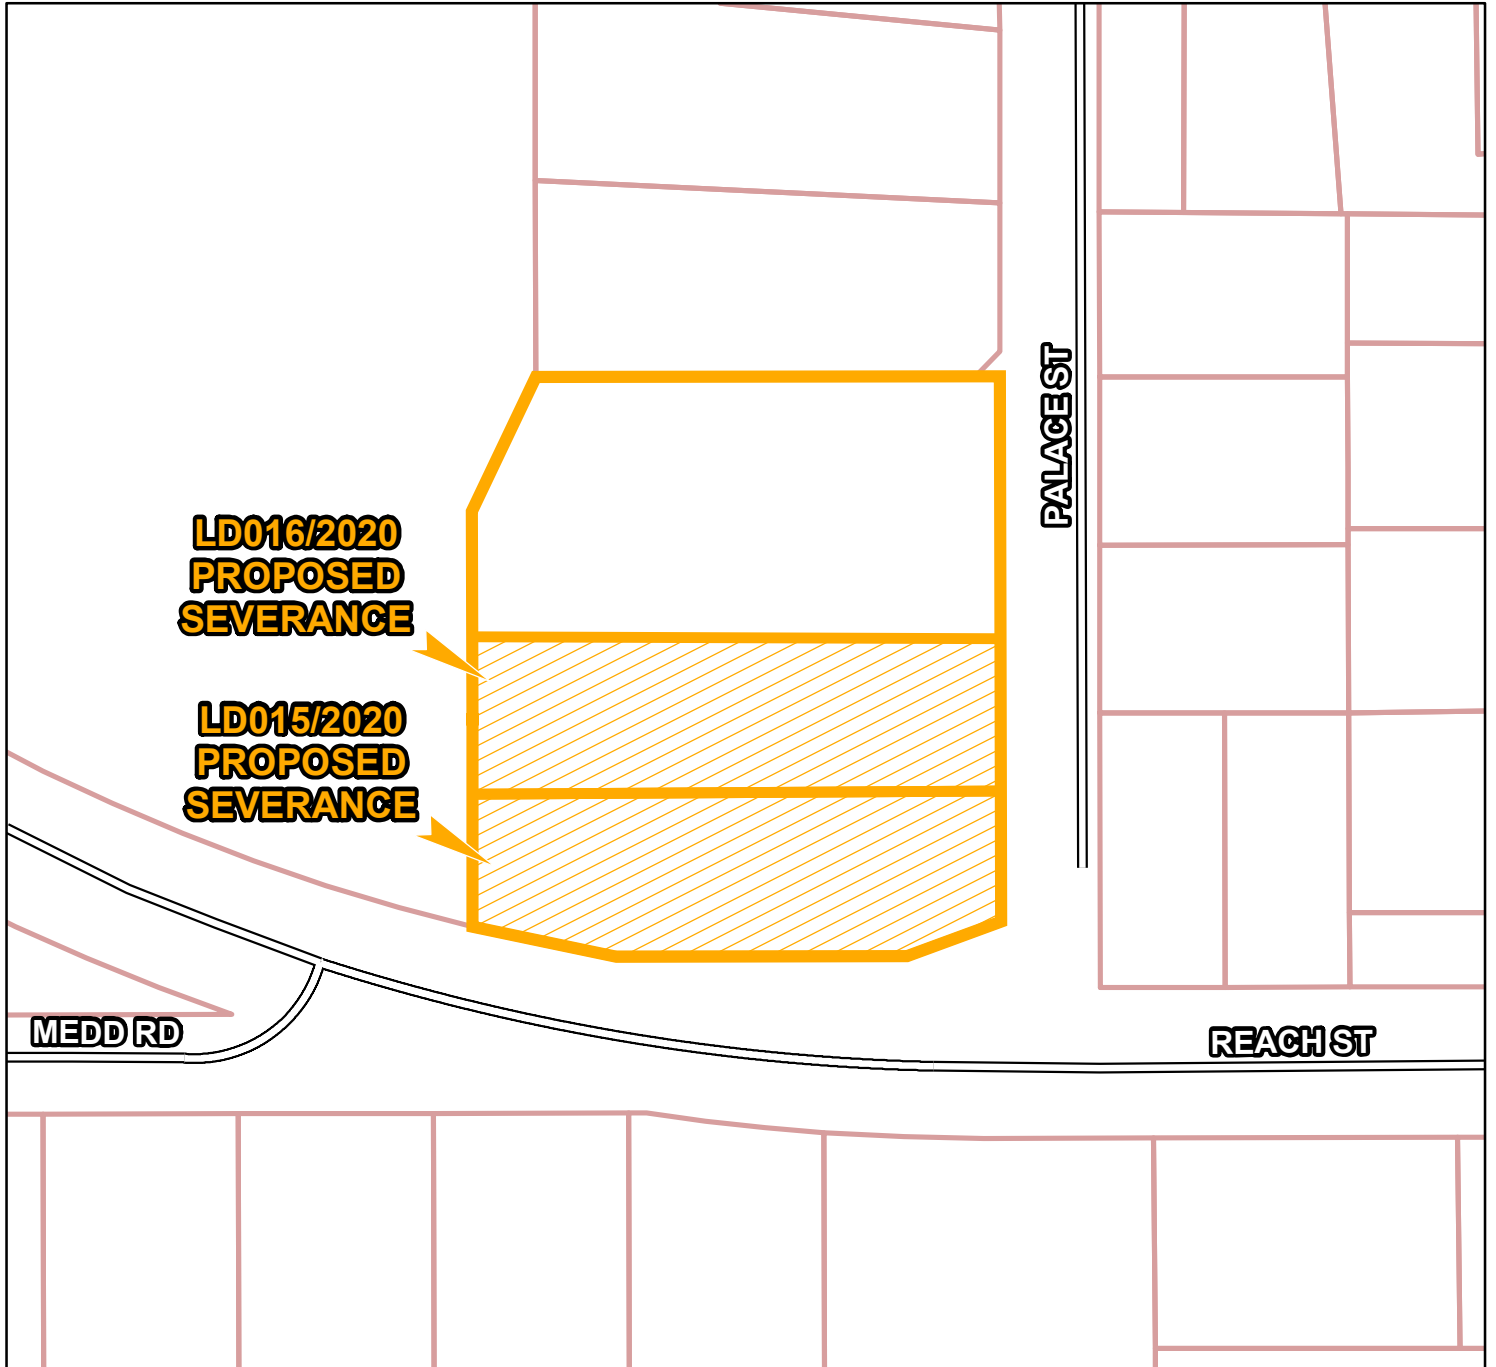 PALACE ST
LD016/2020
PROPOSED
SEVERANCE
LD015/2020
PROPOSED
SEVERANCE
MEDD RD
REACH ST